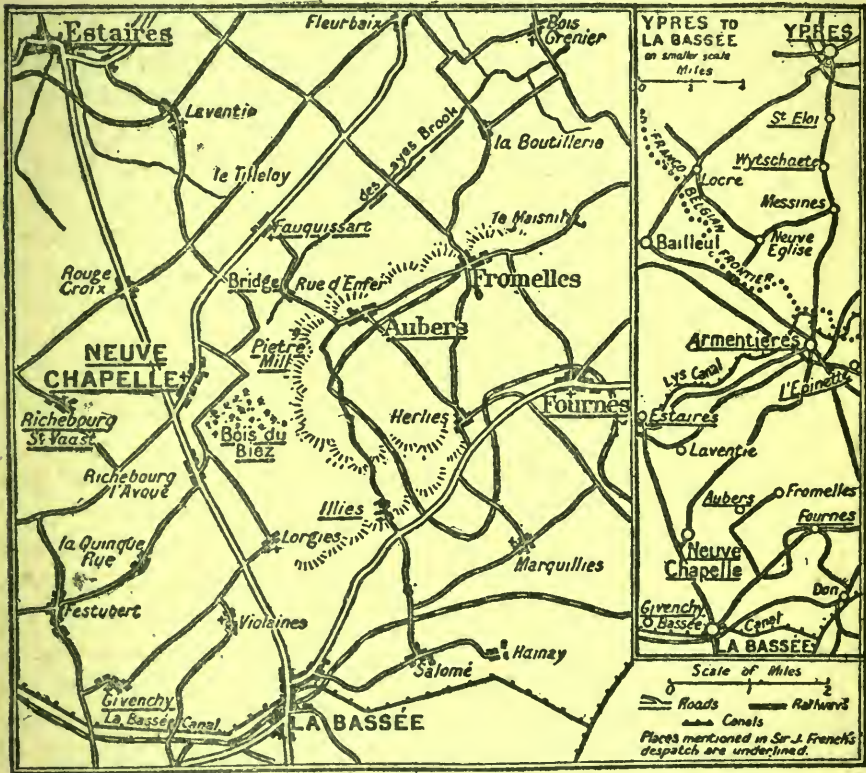 Estaires
Fleurbaix
Bois
Grenier
Laventie
la Boutillerie
le Tilleloy
des Layes Brook
Fauquissart
le Maisnil
Rouge
Croix
Bridge
Rue d'Enfer
Fromelles
Aubers
Pietre
Mill
NEUVE
CHAPELLE
Fournes
Herlies
Richebourg
St Vaast
Bois du
Biez
Richebourg
l'Avoue
Illies
la Quinque
Rue
Lorgies
Marquillies
Festubert
Violaines
Salomé
Hainay
Givenchy
La Bassée Canal
LA BASSÉE
YPRES TO
LA BASSÉE
on smaller scale
Miles
0
YPRES
St Eloi
Wytschaete
Locre
FRANCO BELGIAN FRONTIER
Messines
Neuve
Eglise
Bailleul
Armentières
Lys Canal
l'Epinette
Estaires
Laventie
Aubers
Fromelles
Fournes
Neuve
Chapelle
Don
Givenchy
Bassée
Canal
LA BASSÉE
Scale of Miles
0 1 2
Roads
Railways
Canals
Places mentioned in Sir J. French's
despatch are underlined.